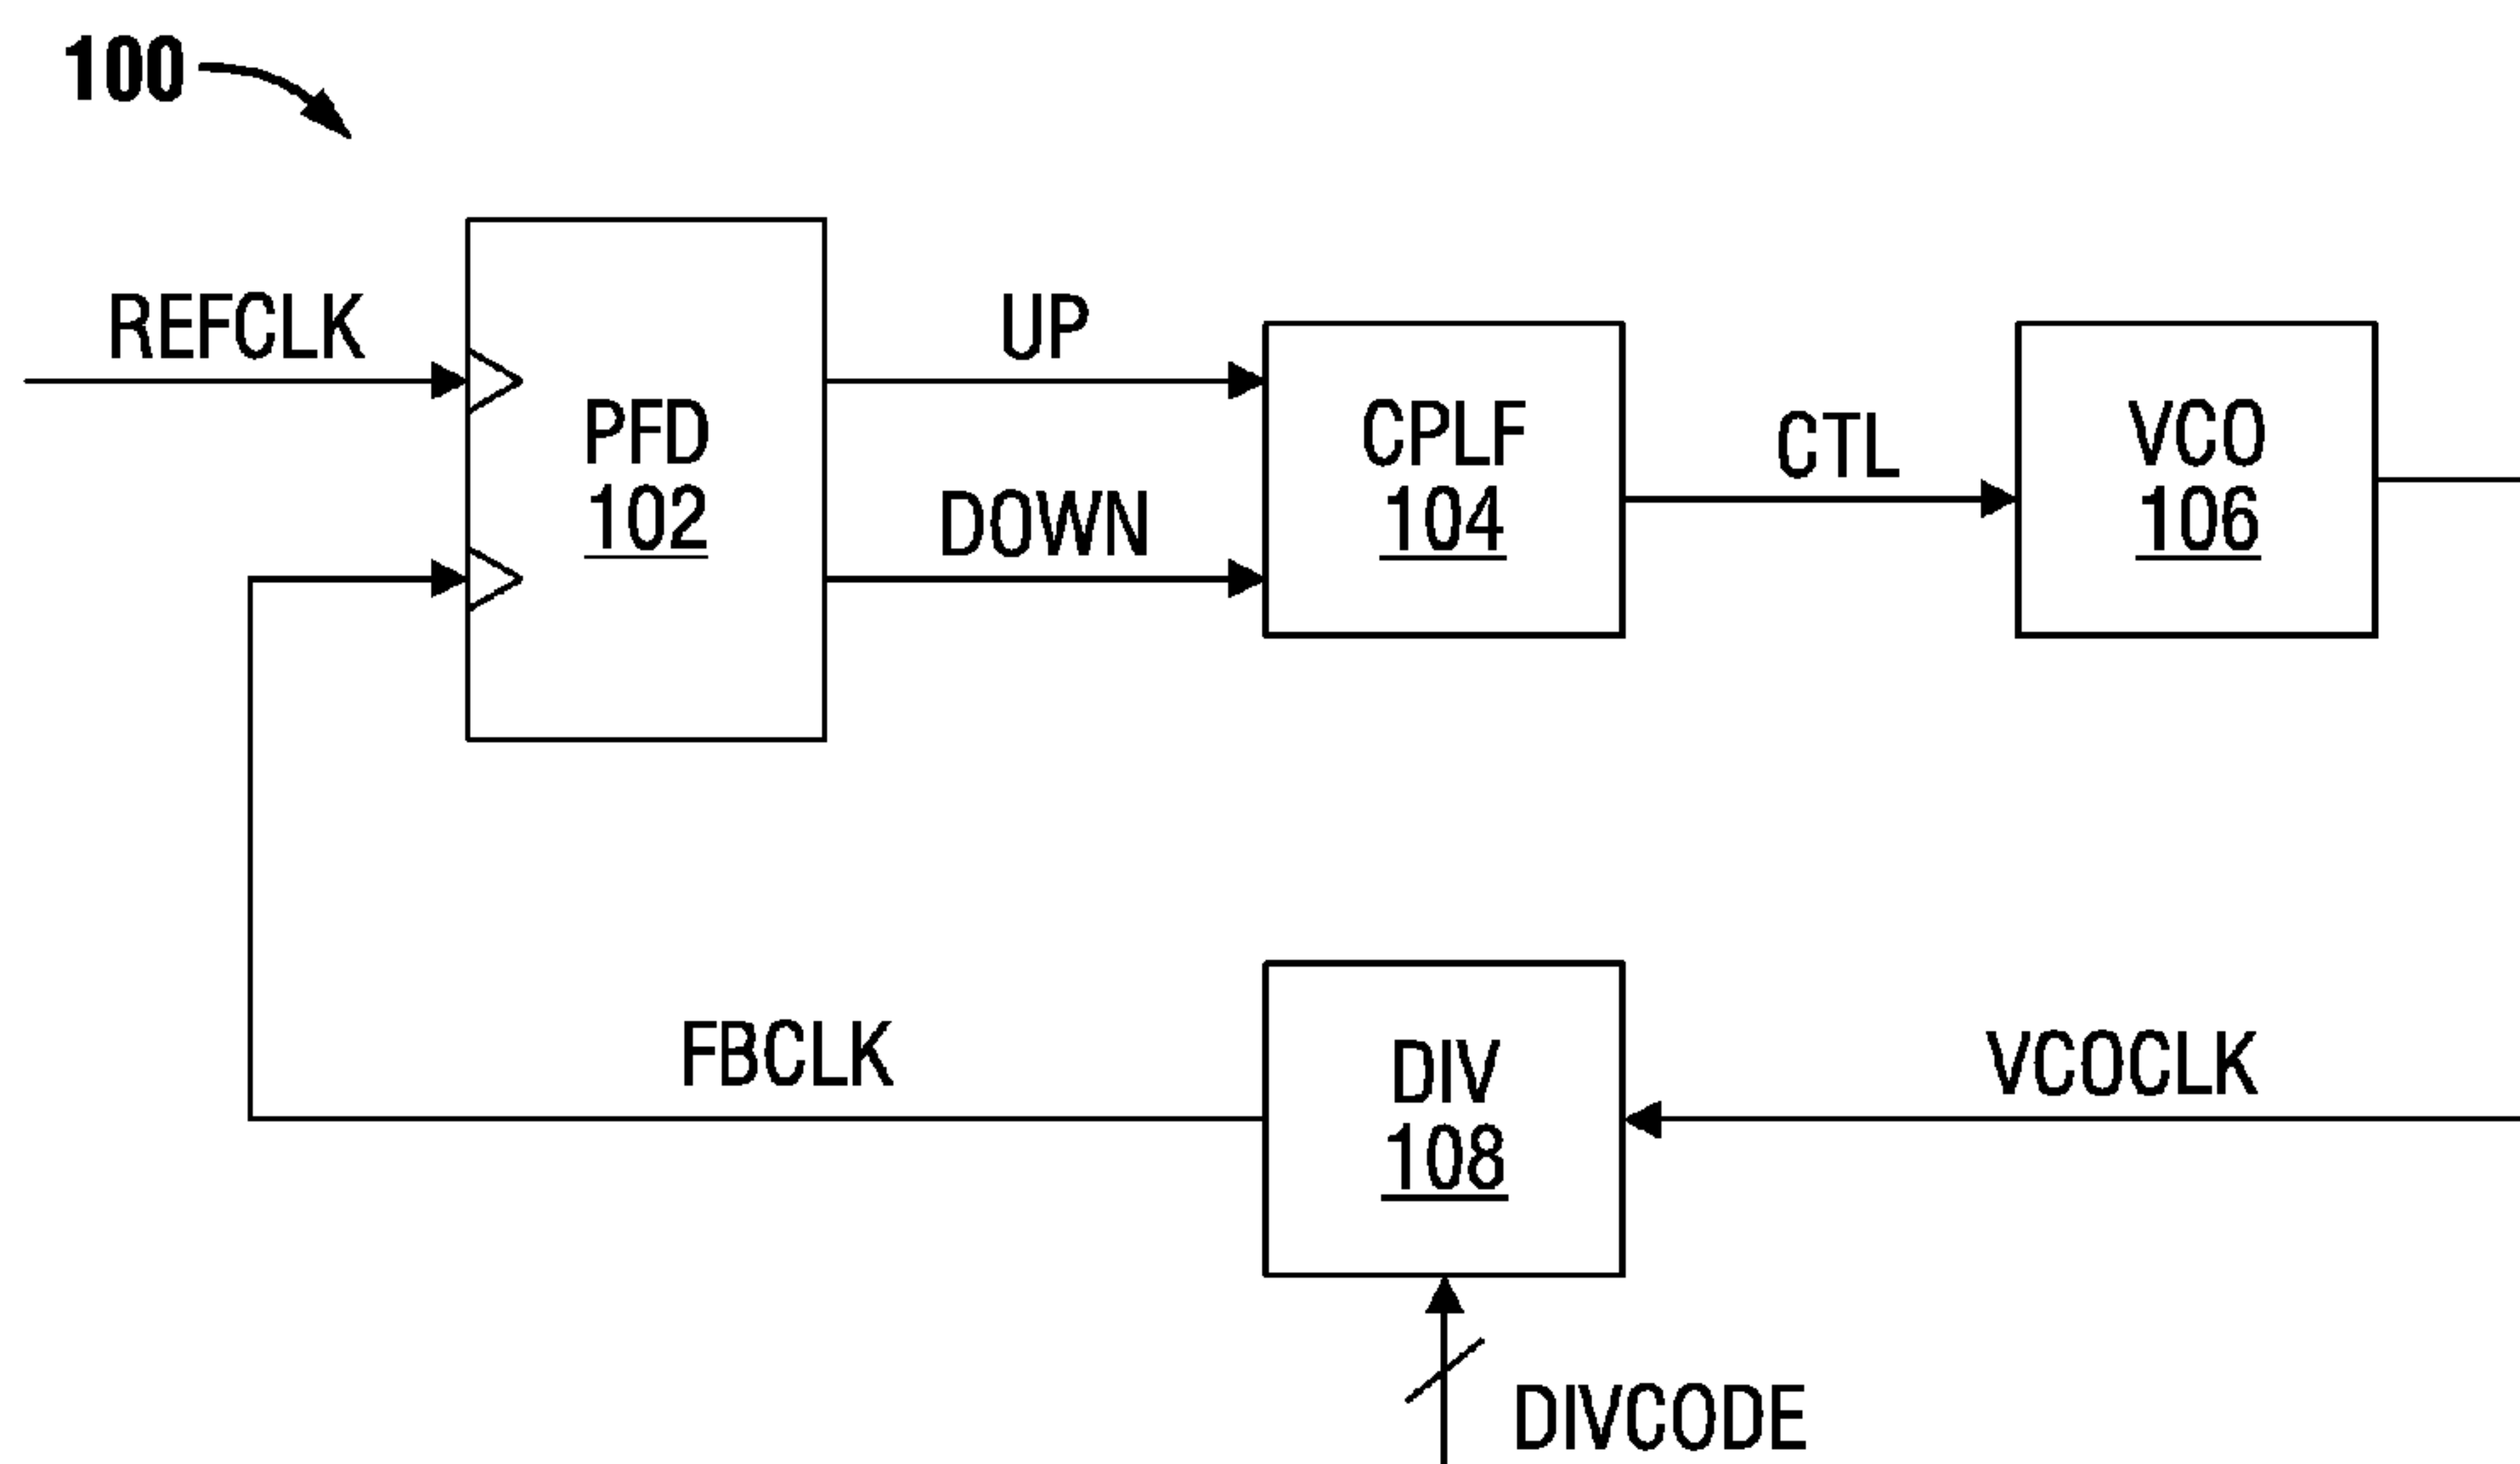 100
REFCLK
UP
PFD
102
DOWN
CPLF
104
CTL
VCO
106
FBCLK
DIV
108
VCOCLK
DIVCODE